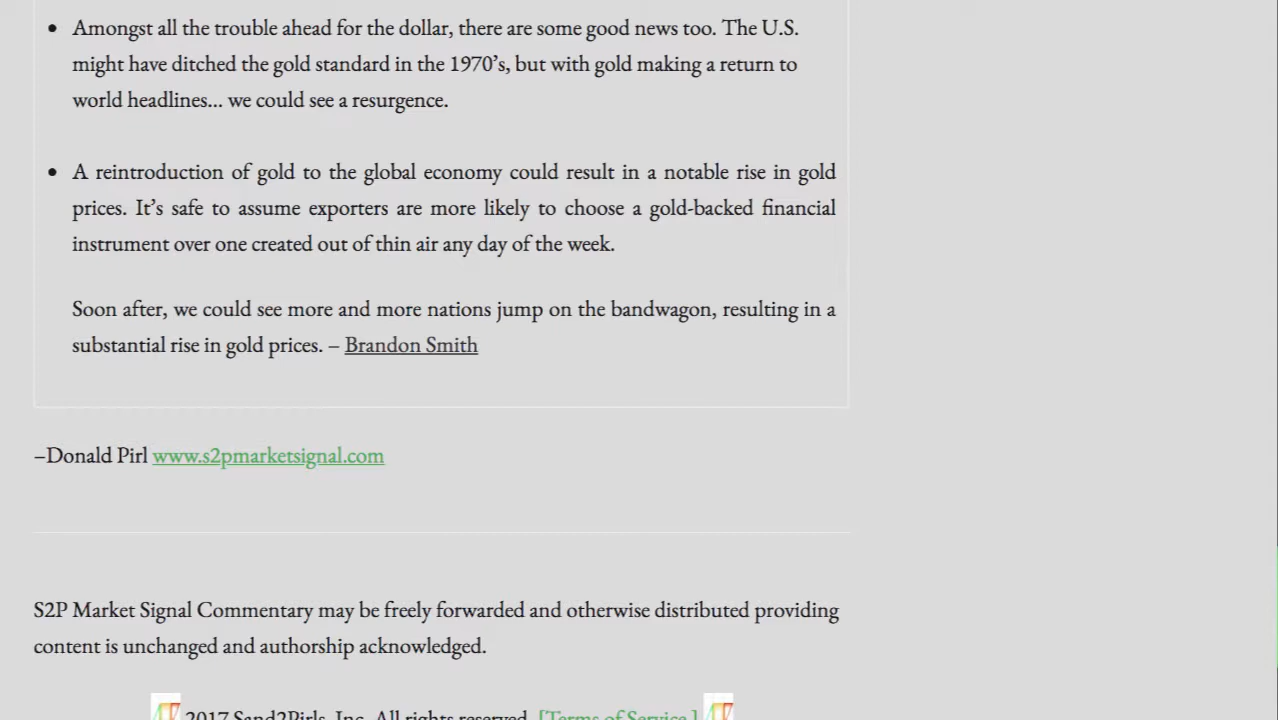 • Amongst all the trouble ahead for the dollar, there are some good news too. The U.S.
might have ditched the gold standard in the 1970’s, but with gold making a return to
world headlines… we could see a resurgence.
• A reintroduction of gold to the global economy could result in a notable rise in gold
prices. It’s safe to assume exporters are more likely to choose a gold-backed financial
instrument over one created out of thin air any day of the week.
Soon after, we could see more and more nations jump on the bandwagon, resulting in a
substantial rise in gold prices. – Brandon Smith
–Donald Pirl www.s2pmarketsignal.com
S2P Market Signal Commentary may be freely forwarded and otherwise distributed providing
content is unchanged and authorship acknowledged.
2017 Sand2Pirls, Inc. All rights reserved. [Terms of Service ]